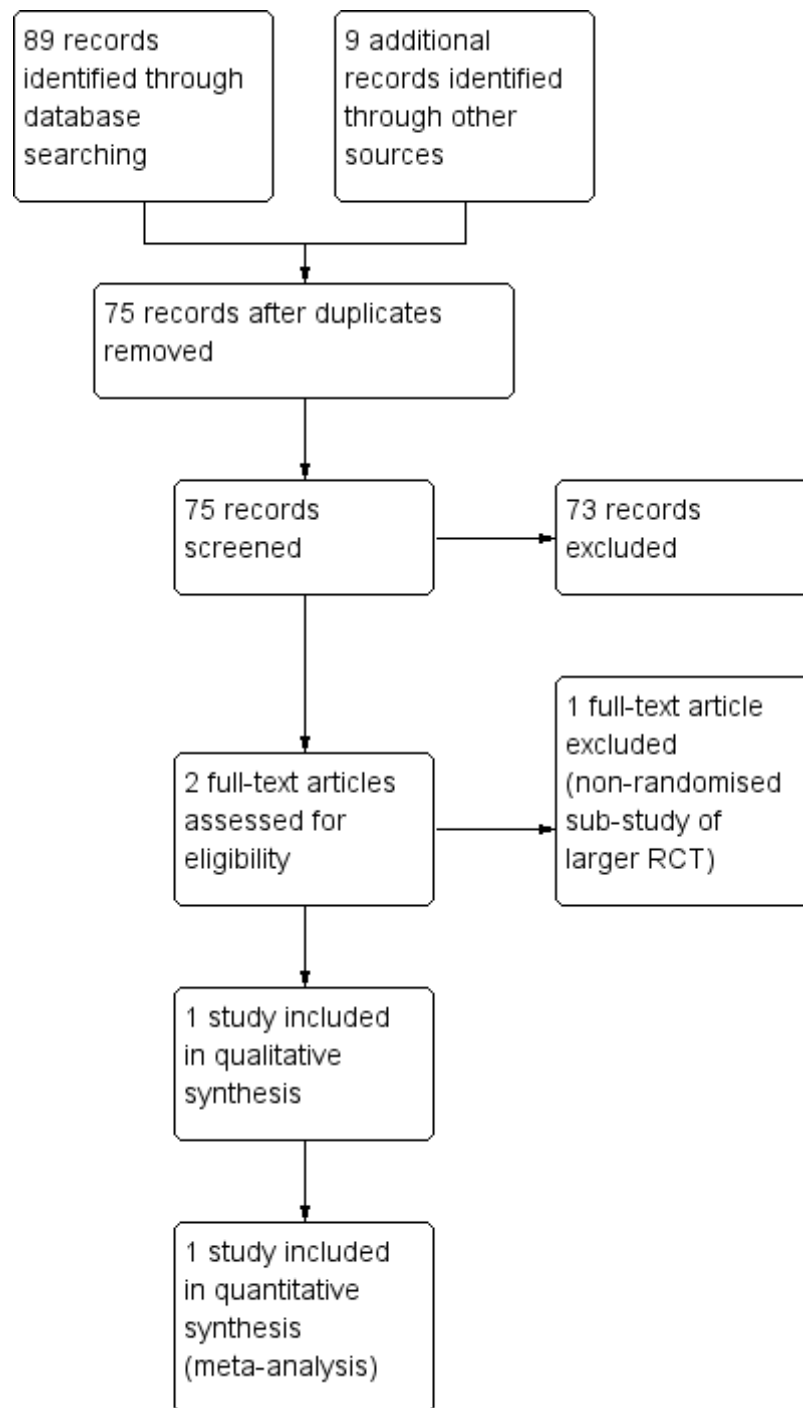 89 records
identified through
database
searching
9 additional
records identified
through other
sources
75 records after duplicates
removed
75 records
screened
73 records
excluded
2 full-text articles
assessed for
eligibility
1 full-text article
excluded
(non-randomised
sub-study of
larger RCT)
1 study included
in qualitative
synthesis
1 study included
in quantitative
synthesis
(meta-analysis)